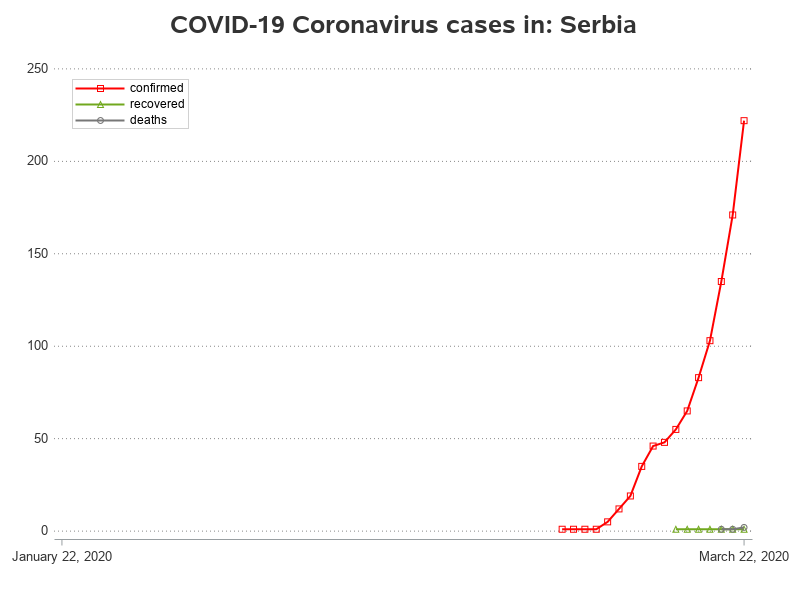 COVID-19 Coronavirus cases in: Serbia
250
confirmed
recovered
deaths
200
150
100
50
0
January 22, 2020
March 22, 2020